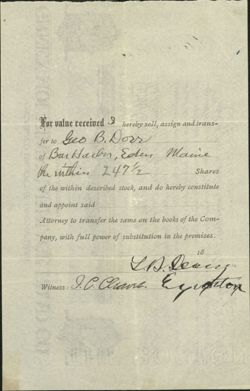 For value received I hereby sell, assign and trans-
fer to Geo B. Dorr
of Bar Harbor, Eden Maine
the within 247½ Shares
of the within described stock, and do hereby constitute
and appoint said
Attorney to transfer the same on the books of the Com-
pany, with full power of substitution in the premises.
18
L. B. Deasy
Witness: